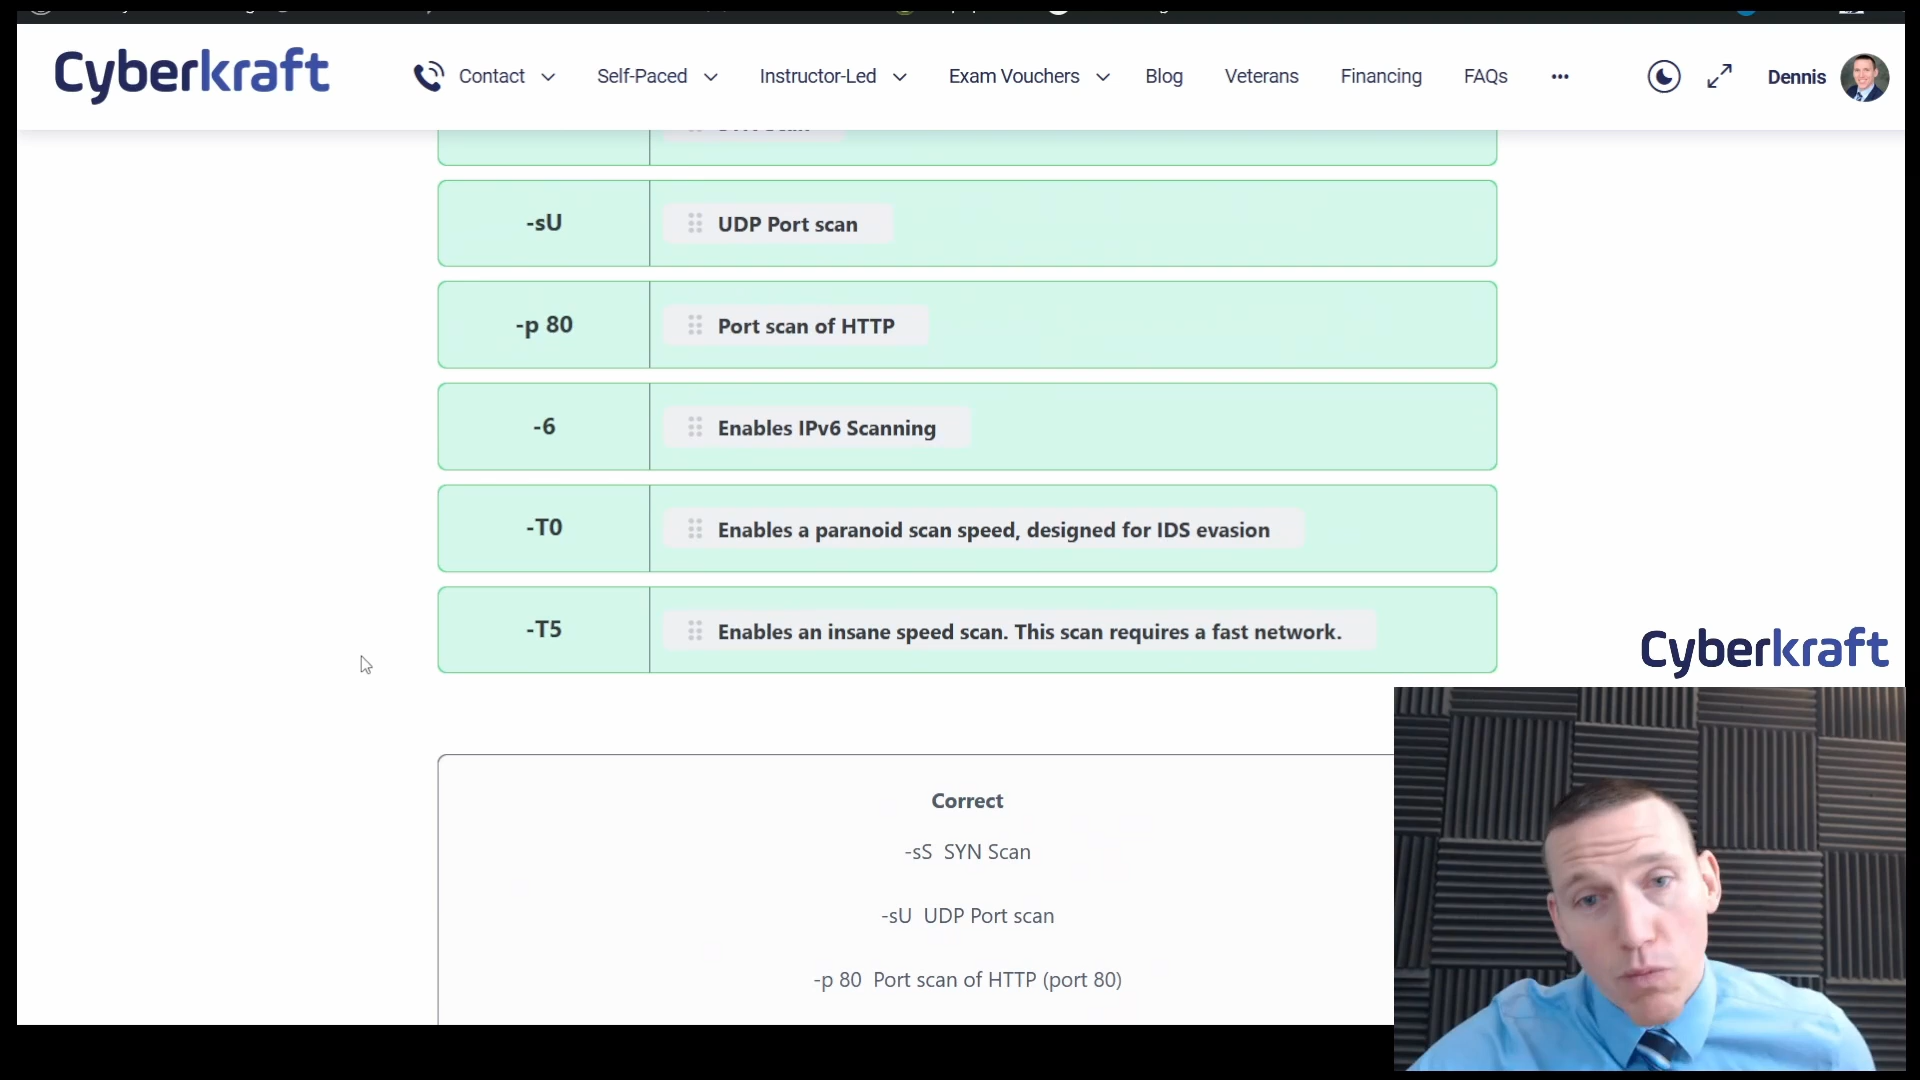 Cyberkraft
Contact Self-Paced Instructor-Led Exam Vouchers Blog Veterans Financing FAQs ••• Dennis
-sU UDP Port scan
-p 80 Port scan of HTTP
-6 Enables IPv6 Scanning
-T0 Enables a paranoid scan speed, designed for IDS evasion
-T5 Enables an insane speed scan. This scan requires a fast network.
Cyberkraft
Correct
-sS SYN Scan
-sU UDP Port scan
-p 80 Port scan of HTTP (port 80)